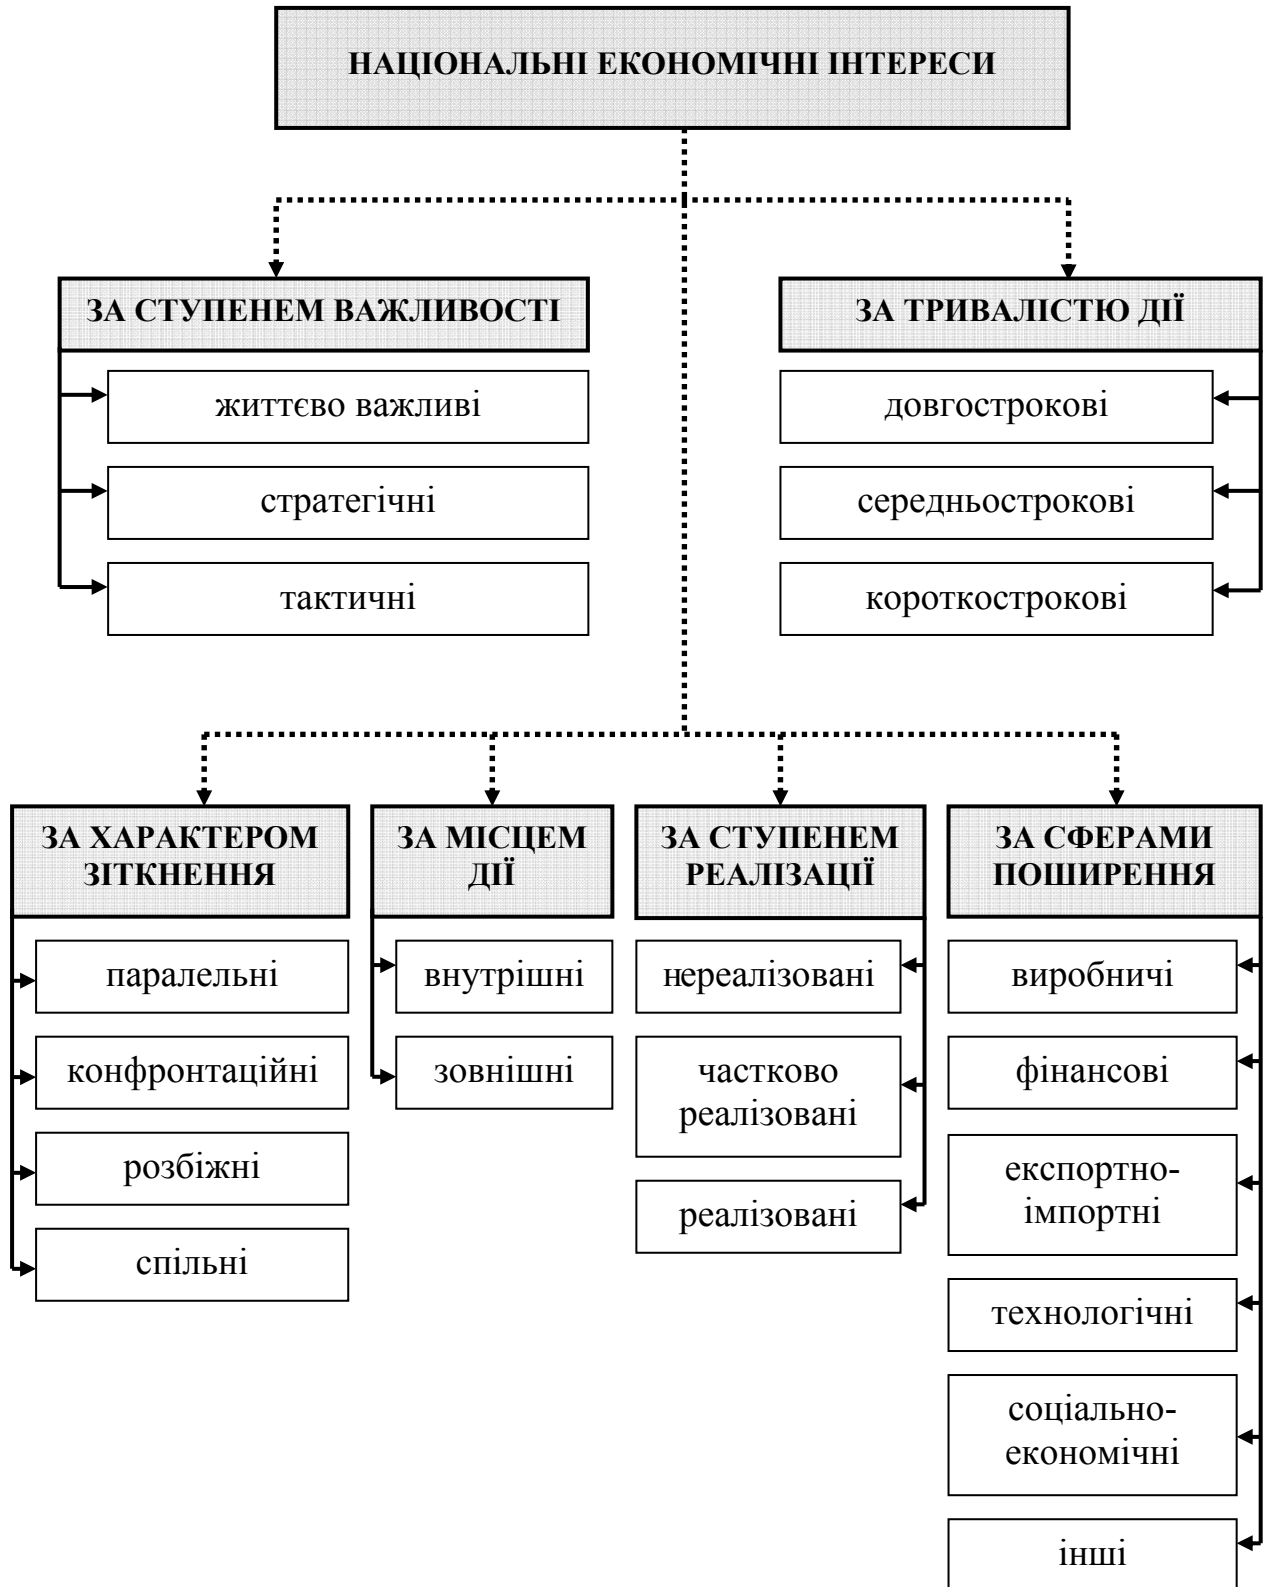 НАЦІОНАЛЬНІ ЕКОНОМІЧНІ ІНТЕРЕСИ
ЗА СТУПЕНЕМ ВАЖЛИВОСТІ
життєво важливі
стратегічні
тактичні
ЗА ТРИВАЛІСТЮ ДІЇ
довгострокові
середньострокові
короткострокові
ЗА ХАРАКТЕРОМ
ЗІТКНЕННЯ
паралельні
конфронтаційні
розбіжні
спільні
ЗА МІСЦЕМ
ДІЇ
внутрішні
зовнішні
ЗА СТУПЕНЕМ
РЕАЛІЗАЦІЇ
нереалізовані
частково
реалізовані
реалізовані
ЗА СФЕРАМИ
ПОШИРЕННЯ
виробничі
фінансові
експортно-
імпортні
технологічні
соціально-
економічні
інші